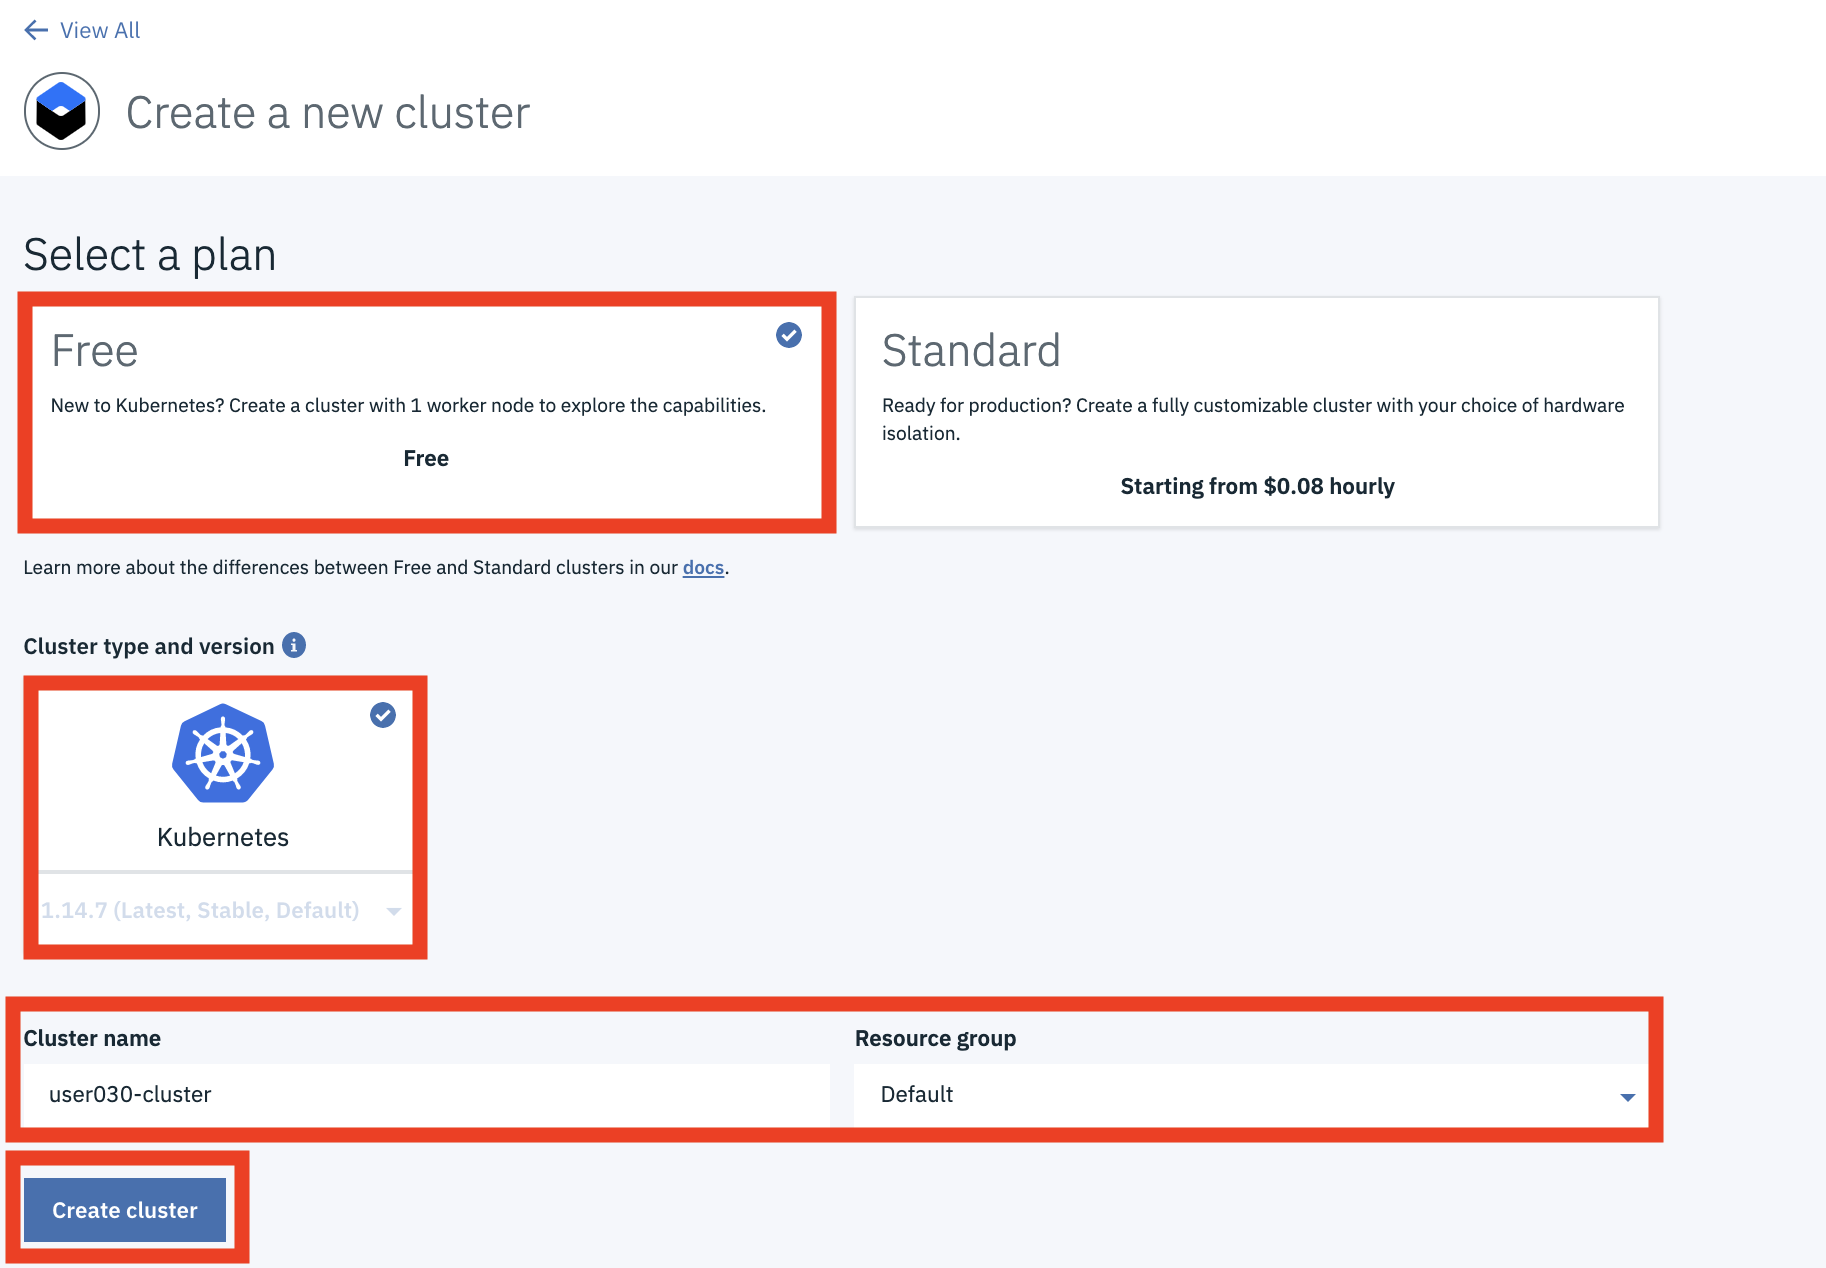 View All
Create a new cluster
Select a plan
Free
New to Kubernetes? Create a cluster with 1 worker node to explore the capabilities.
Free
Standard
Ready for production? Create a fully customizable cluster with your choice of hardware
isolation.
Starting from $0.08 hourly
Learn more about the differences between Free and Standard clusters in our docs.
Cluster type and version
Kubernetes
1.14.7 (Latest, Stable, Default)
Cluster name
user030-cluster
Resource group
Default
Create cluster